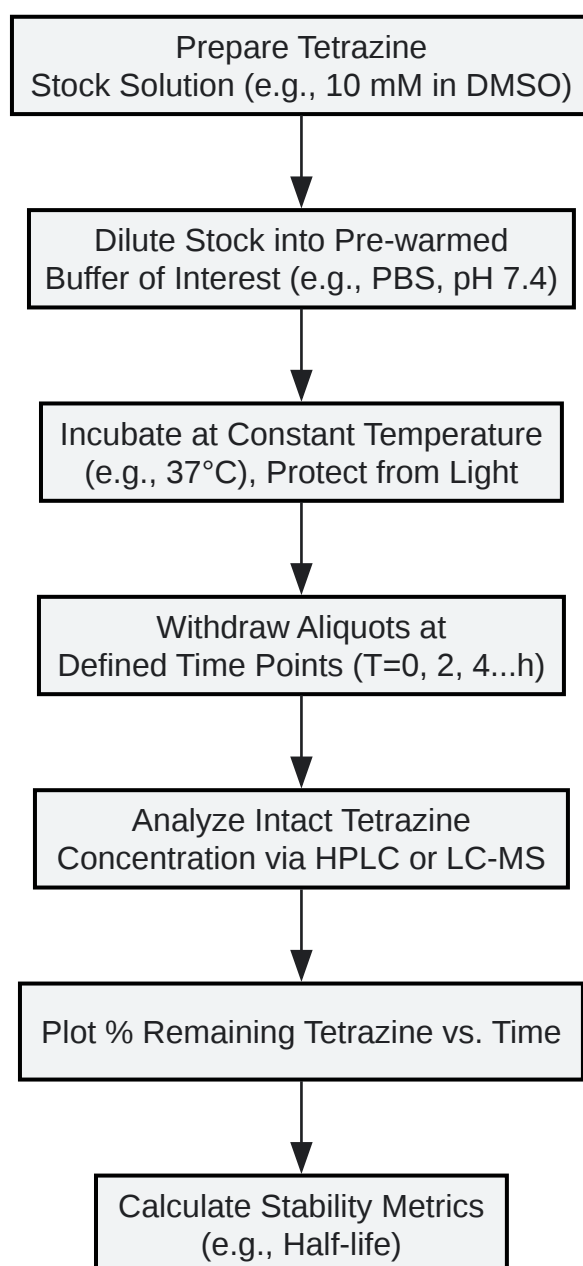 Prepare Tetrazine
Stock Solution (e.g., 10 mM in DMSO)
Dilute Stock into Pre-warmed
Buffer of Interest (e.g., PBS, pH 7.4)
Incubate at Constant Temperature
(e.g., 37°C), Protect from Light
Withdraw Aliquots at
Defined Time Points (T=0, 2, 4...h)
Analyze Intact Tetrazine
Concentration via HPLC or LC-MS
Plot % Remaining Tetrazine vs. Time
Calculate Stability Metrics
(e.g., Half-life)